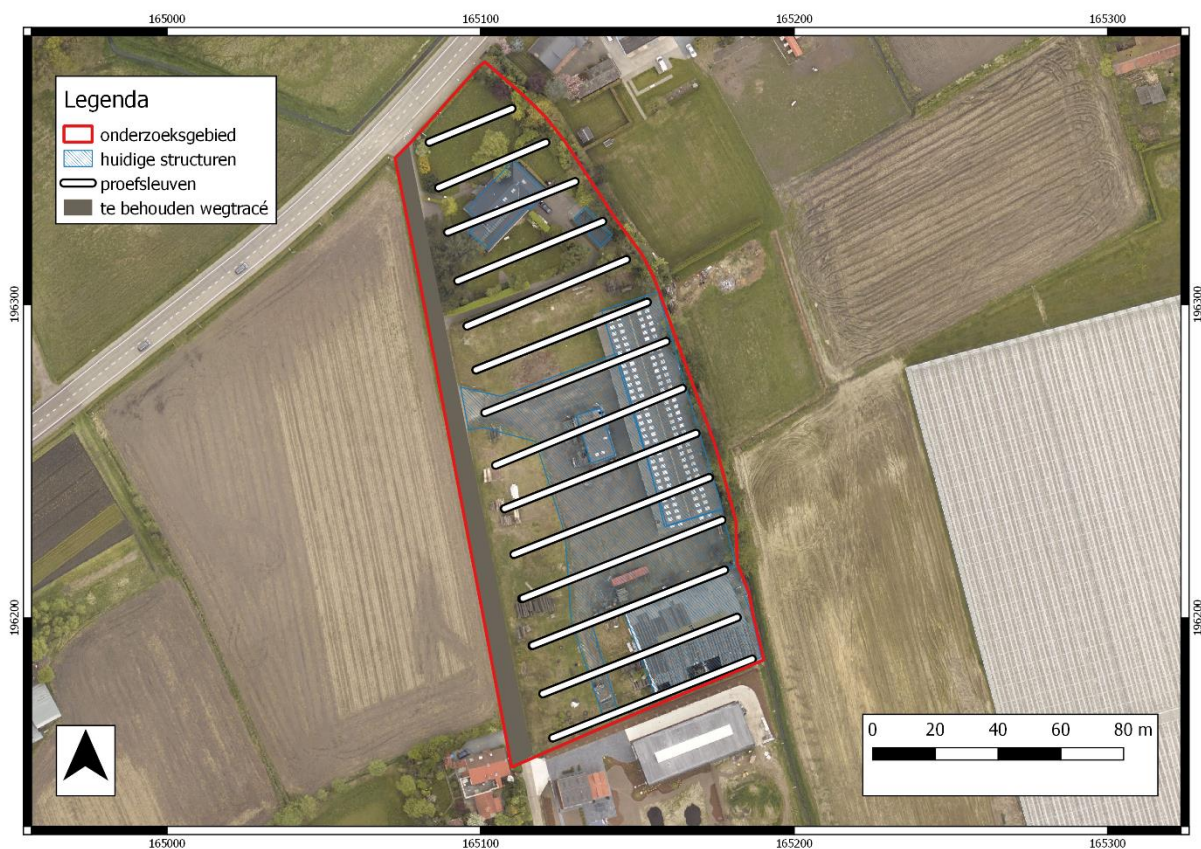 165000 165100 165200 165300
Legenda
onderzoeksgebied
huidige structuren
proefsleuven
te behouden wegtracé
196300 196300
196200 196200
0 20 40 60 80 m
165000 165100 165200 165300